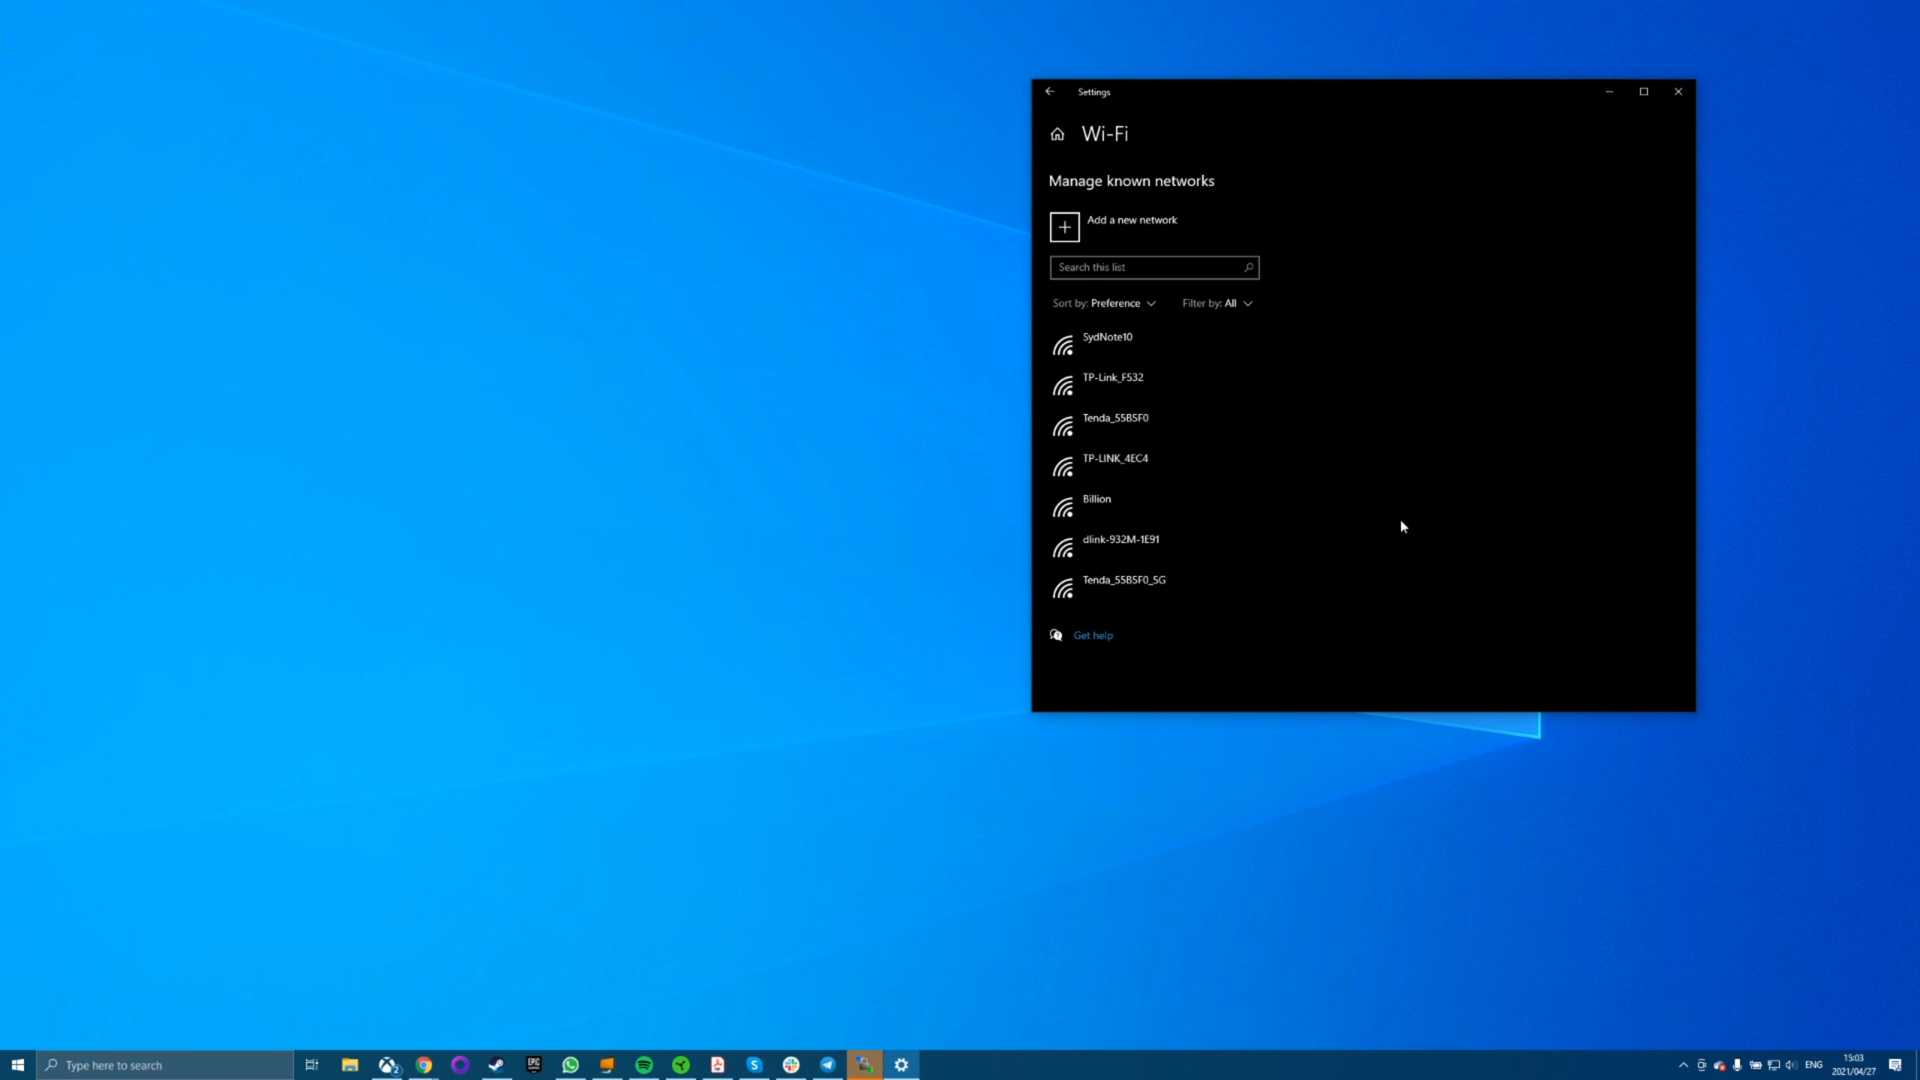 Settings
Wi-Fi
Manage known networks
Add a new network
Search this list
Sort by: Preference
Filter by: All
SydNote10
TP-Link_F532
Tenda_55B5F0
TP-LINK_4EC4
Billion
dlink-932M-1E91
Tenda_55B5F0_5G
Get help
Type here to search
2
EPIC
ENG
15:03
2021/04/27